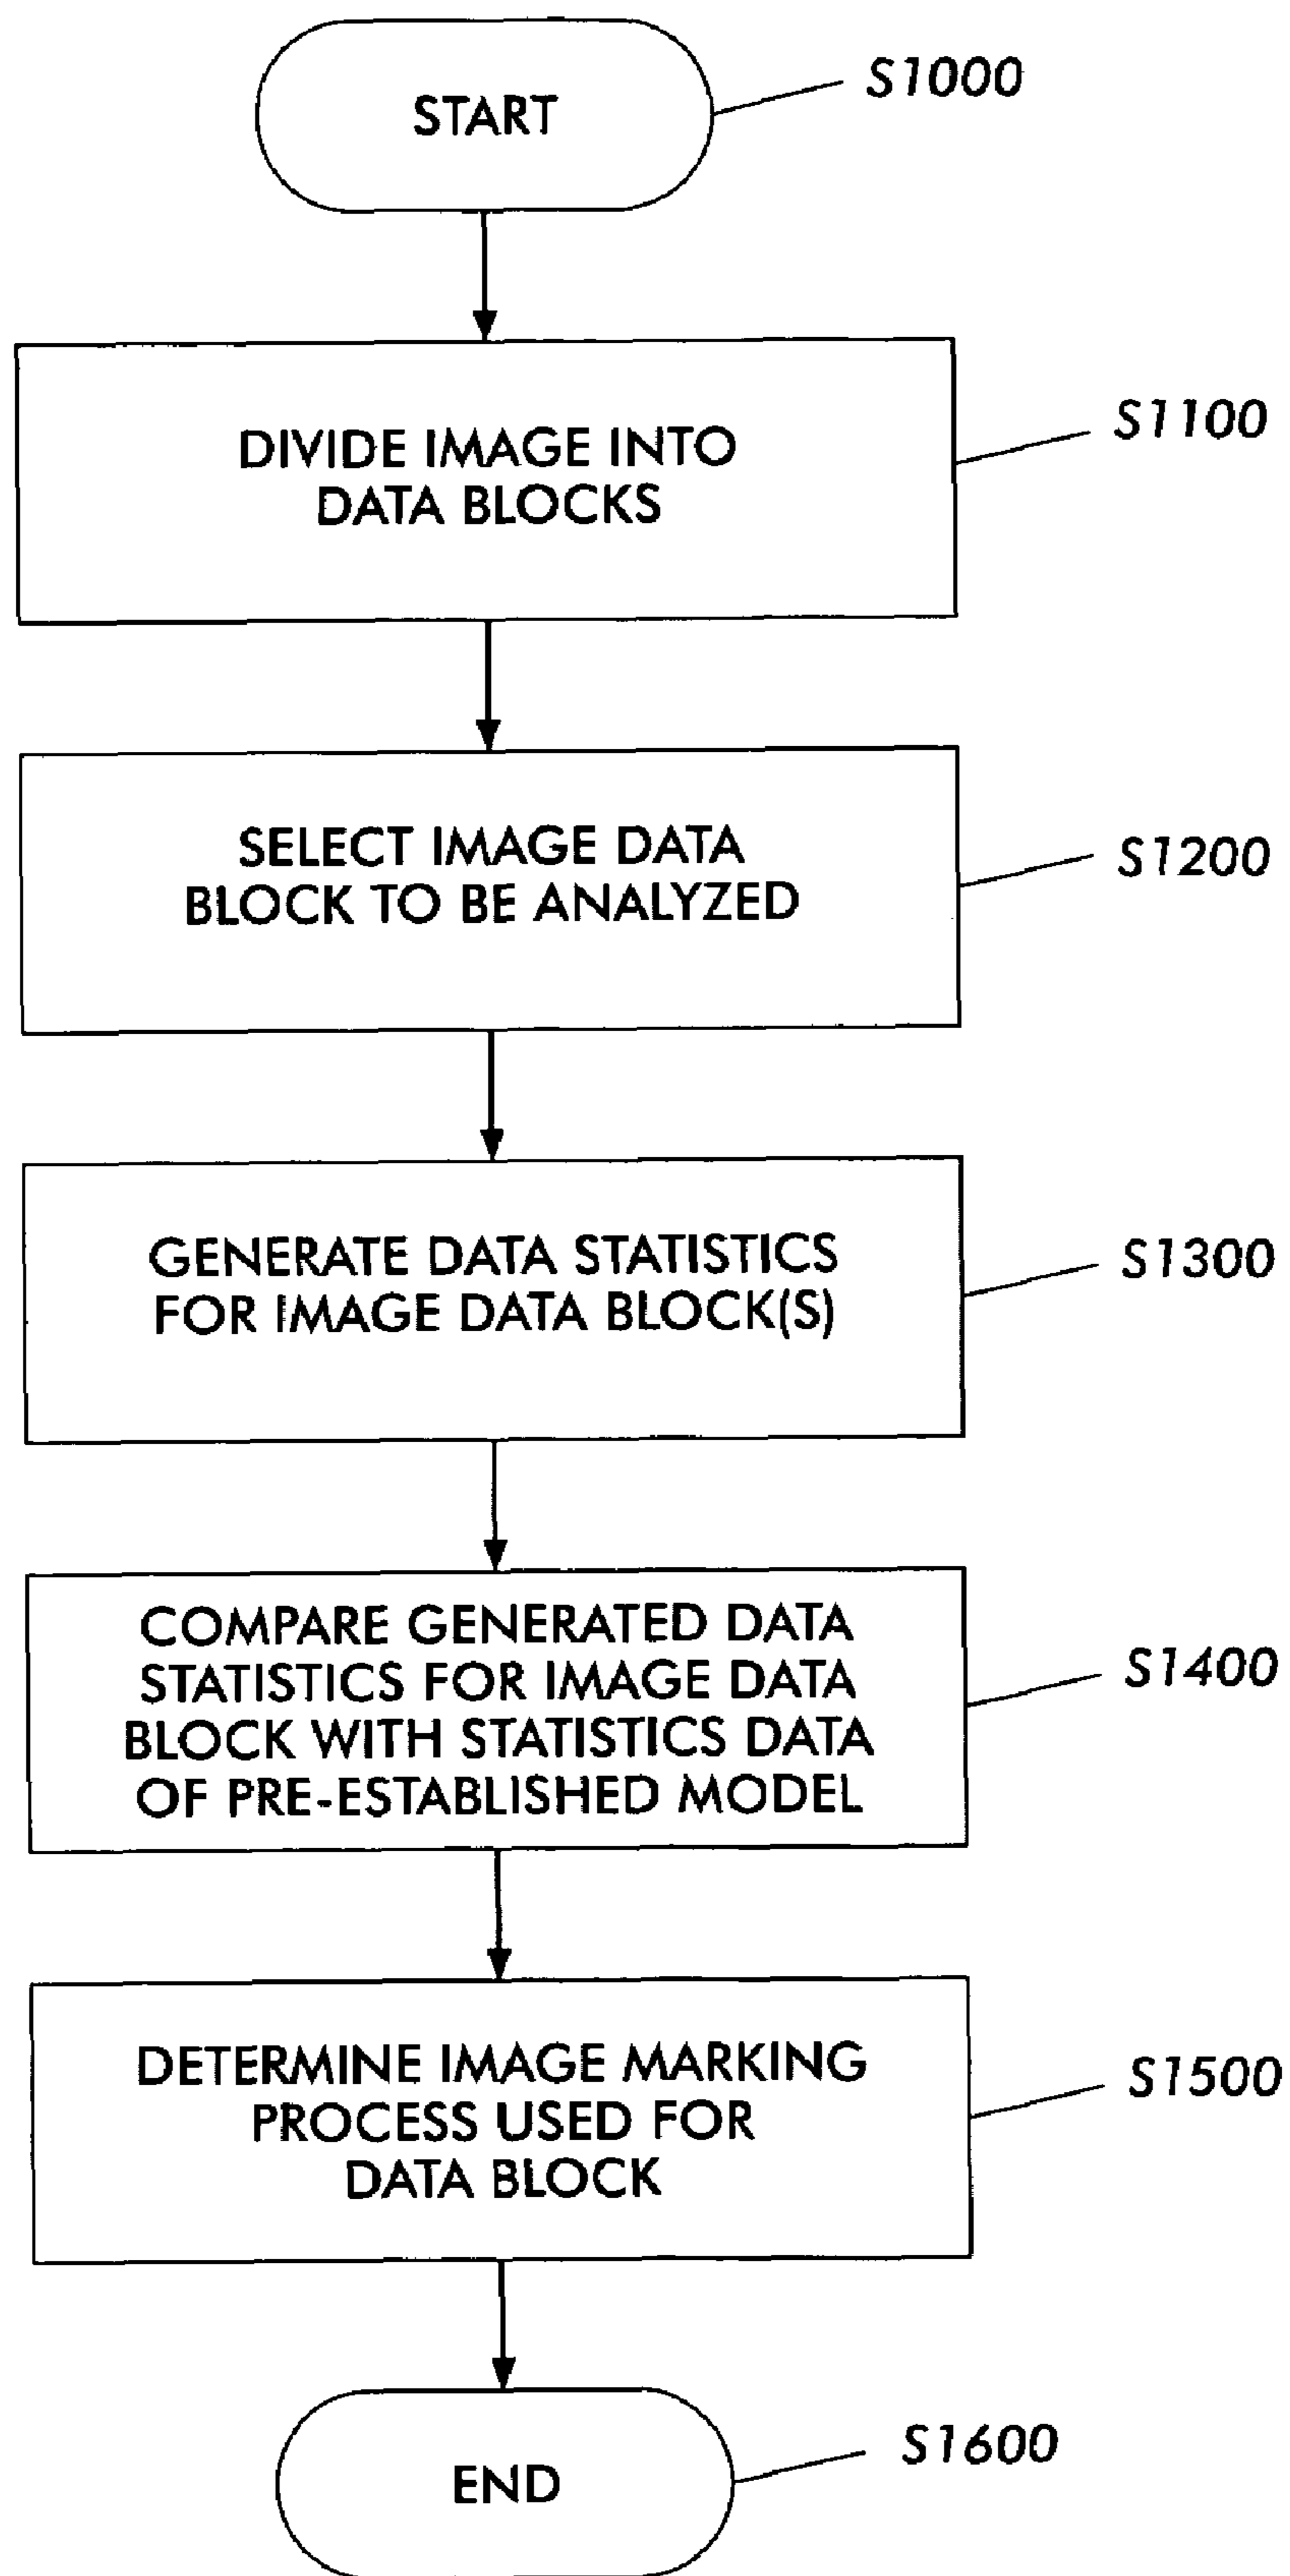 START
S1000
DIVIDE IMAGE INTO
DATA BLOCKS
S1100
SELECT IMAGE DATA
BLOCK TO BE ANALYZED
S1200
GENERATE DATA STATISTICS
FOR IMAGE DATA BLOCK(S)
S1300
COMPARE GENERATED DATA
STATISTICS FOR IMAGE DATA
BLOCK WITH STATISTICS DATA
OF PRE-ESTABLISHED MODEL
S1400
DETERMINE IMAGE MARKING
PROCESS USED FOR
DATA BLOCK
S1500
END
S1600